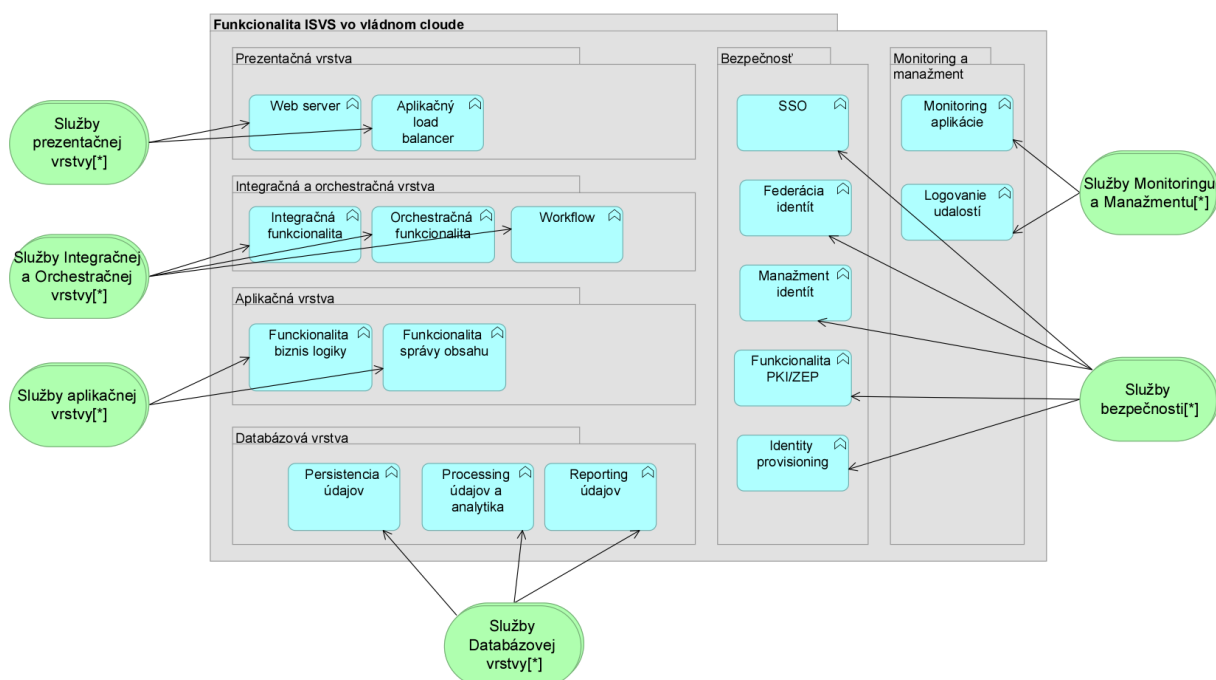 Funkcionalita ISVS vo vládnom cloude
Prezentačná vrstva
Web server
Aplikačný
load
balancer
Služby
prezentačnej
vrstvy[*]
Integračná a orchestračná vrstva
Integračná
funkcionalita
Orchestračná
funkcionalita
Workflow
Služby Integračnej
a Orchestračnej
vrstvy[*]
Aplikačná vrstva
Funckionalita
biznis logiky
Funkcionalita
správy obsahu
Služby aplikačnej
vrstvy[*]
Databázová vrstva
Persistencia
údajov
Processing
údajov a
analytika
Reporting
údajov
Služby
Databázovej
vrstvy[*]
Bezpečnosť
SSO
Federácia
identít
Manažment
identít
Funkcionalita
PKI/ZEP
Identity
provisioning
Monitoring a
manažment
Monitoring
aplikácie
Logovanie
udalostí
Služby Monitoringu
a Manažmentu[*]
Služby
bezpečnosti[*]